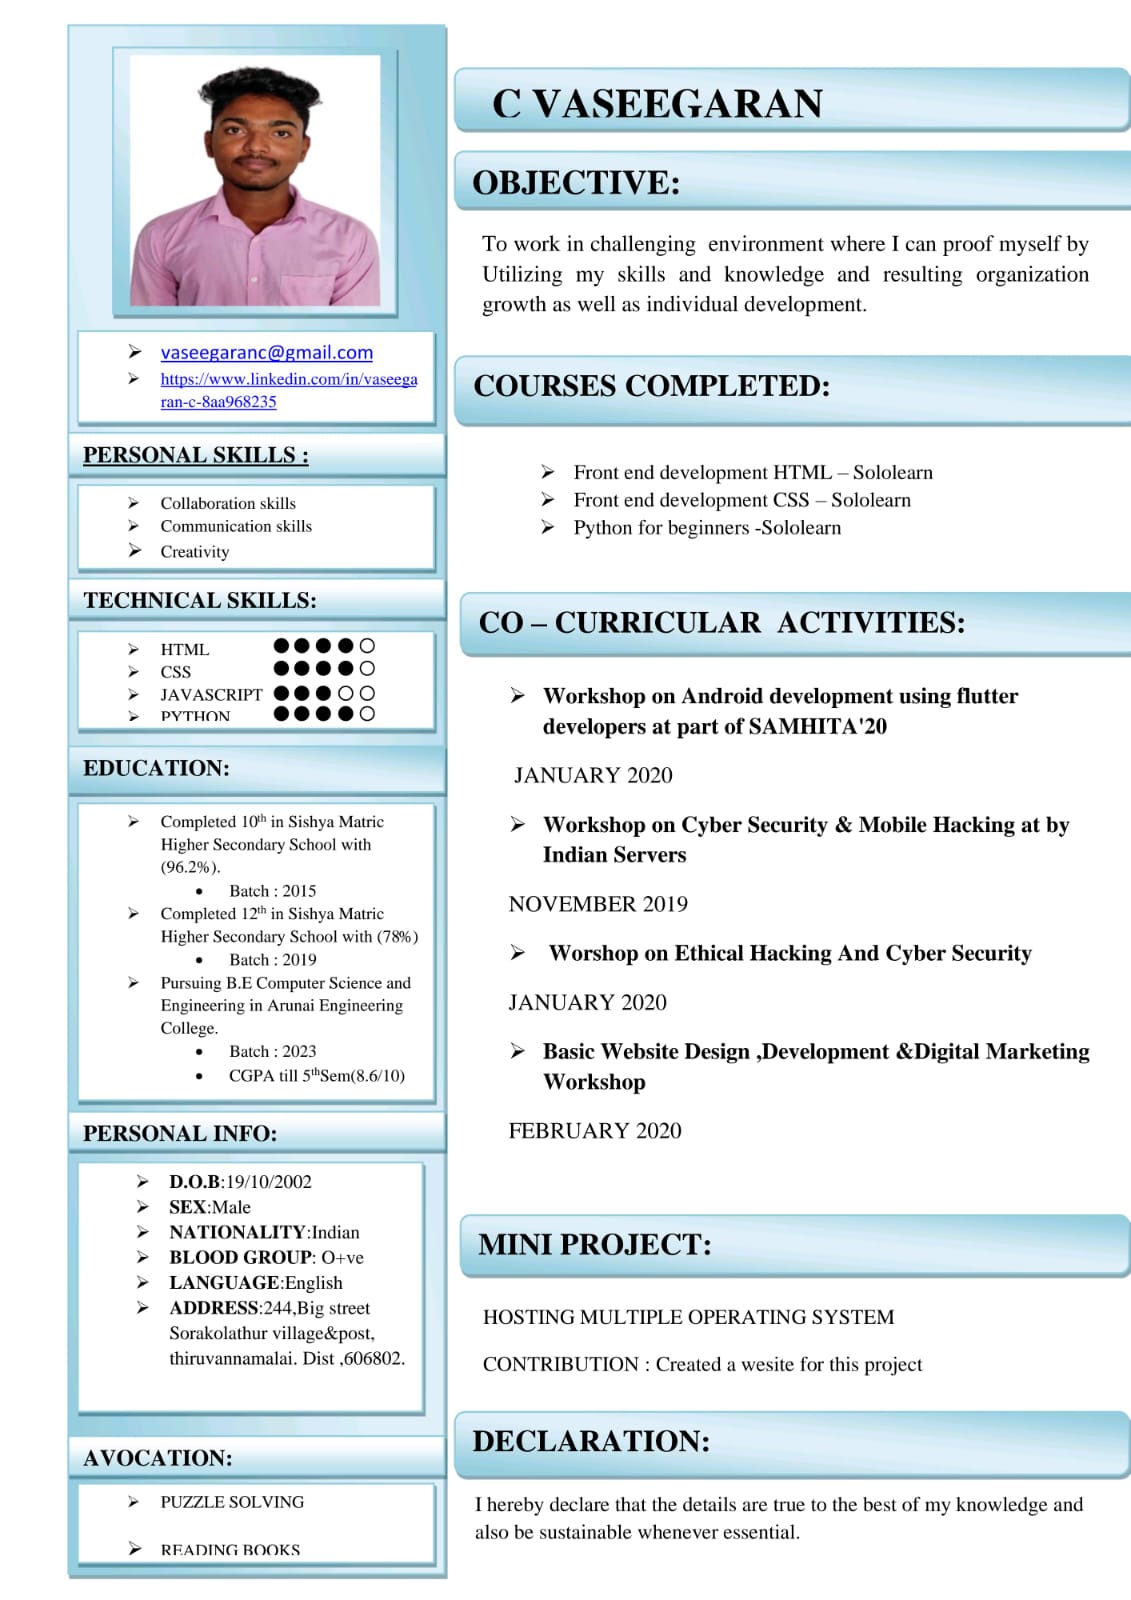 vaseegaranc@gmail.com
https://www.linkedin.com/in/vaseega
ran-c-8aa968235
PERSONAL SKILLS :
Collaboration skills
Communication skills
Creativity
TECHNICAL SKILLS:
HTML
CSS
JAVASCRIPT
PYTHON
EDUCATION:
Completed 10th in Sishya Matric
Higher Secondary School with
(96.2%).
Batch : 2015
Completed 12th in Sishya Matric
Higher Secondary School with (78%)
Batch : 2019
Pursuing B.E Computer Science and
Engineering in Arunai Engineering
College.
Batch : 2023
CGPA till 5thSem(8.6/10)
PERSONAL INFO:
D.O.B:19/10/2002
SEX:Male
NATIONALITY:Indian
BLOOD GROUP: O+ve
LANGUAGE:English
ADDRESS:244,Big street
Sorakolathur village&post,
thiruvannamalai. Dist ,606802.
AVOCATION:
PUZZLE SOLVING
READING BOOKS
C VASEEGARAN
OBJECTIVE:
To work in challenging environment where I can proof myself by
Utilizing my skills and knowledge and resulting organization
growth as well as individual development.
COURSES COMPLETED:
Front end development HTML – Sololearn
Front end development CSS – Sololearn
Python for beginners -Sololearn
CO – CURRICULAR ACTIVITIES:
Workshop on Android development using flutter
developers at part of SAMHITA'20
JANUARY 2020
Workshop on Cyber Security & Mobile Hacking at by
Indian Servers
NOVEMBER 2019
Worshop on Ethical Hacking And Cyber Security
JANUARY 2020
Basic Website Design ,Development &Digital Marketing
Workshop
FEBRUARY 2020
MINI PROJECT:
HOSTING MULTIPLE OPERATING SYSTEM
CONTRIBUTION : Created a wesite for this project
DECLARATION:
I hereby declare that the details are true to the best of my knowledge and
also be sustainable whenever essential.